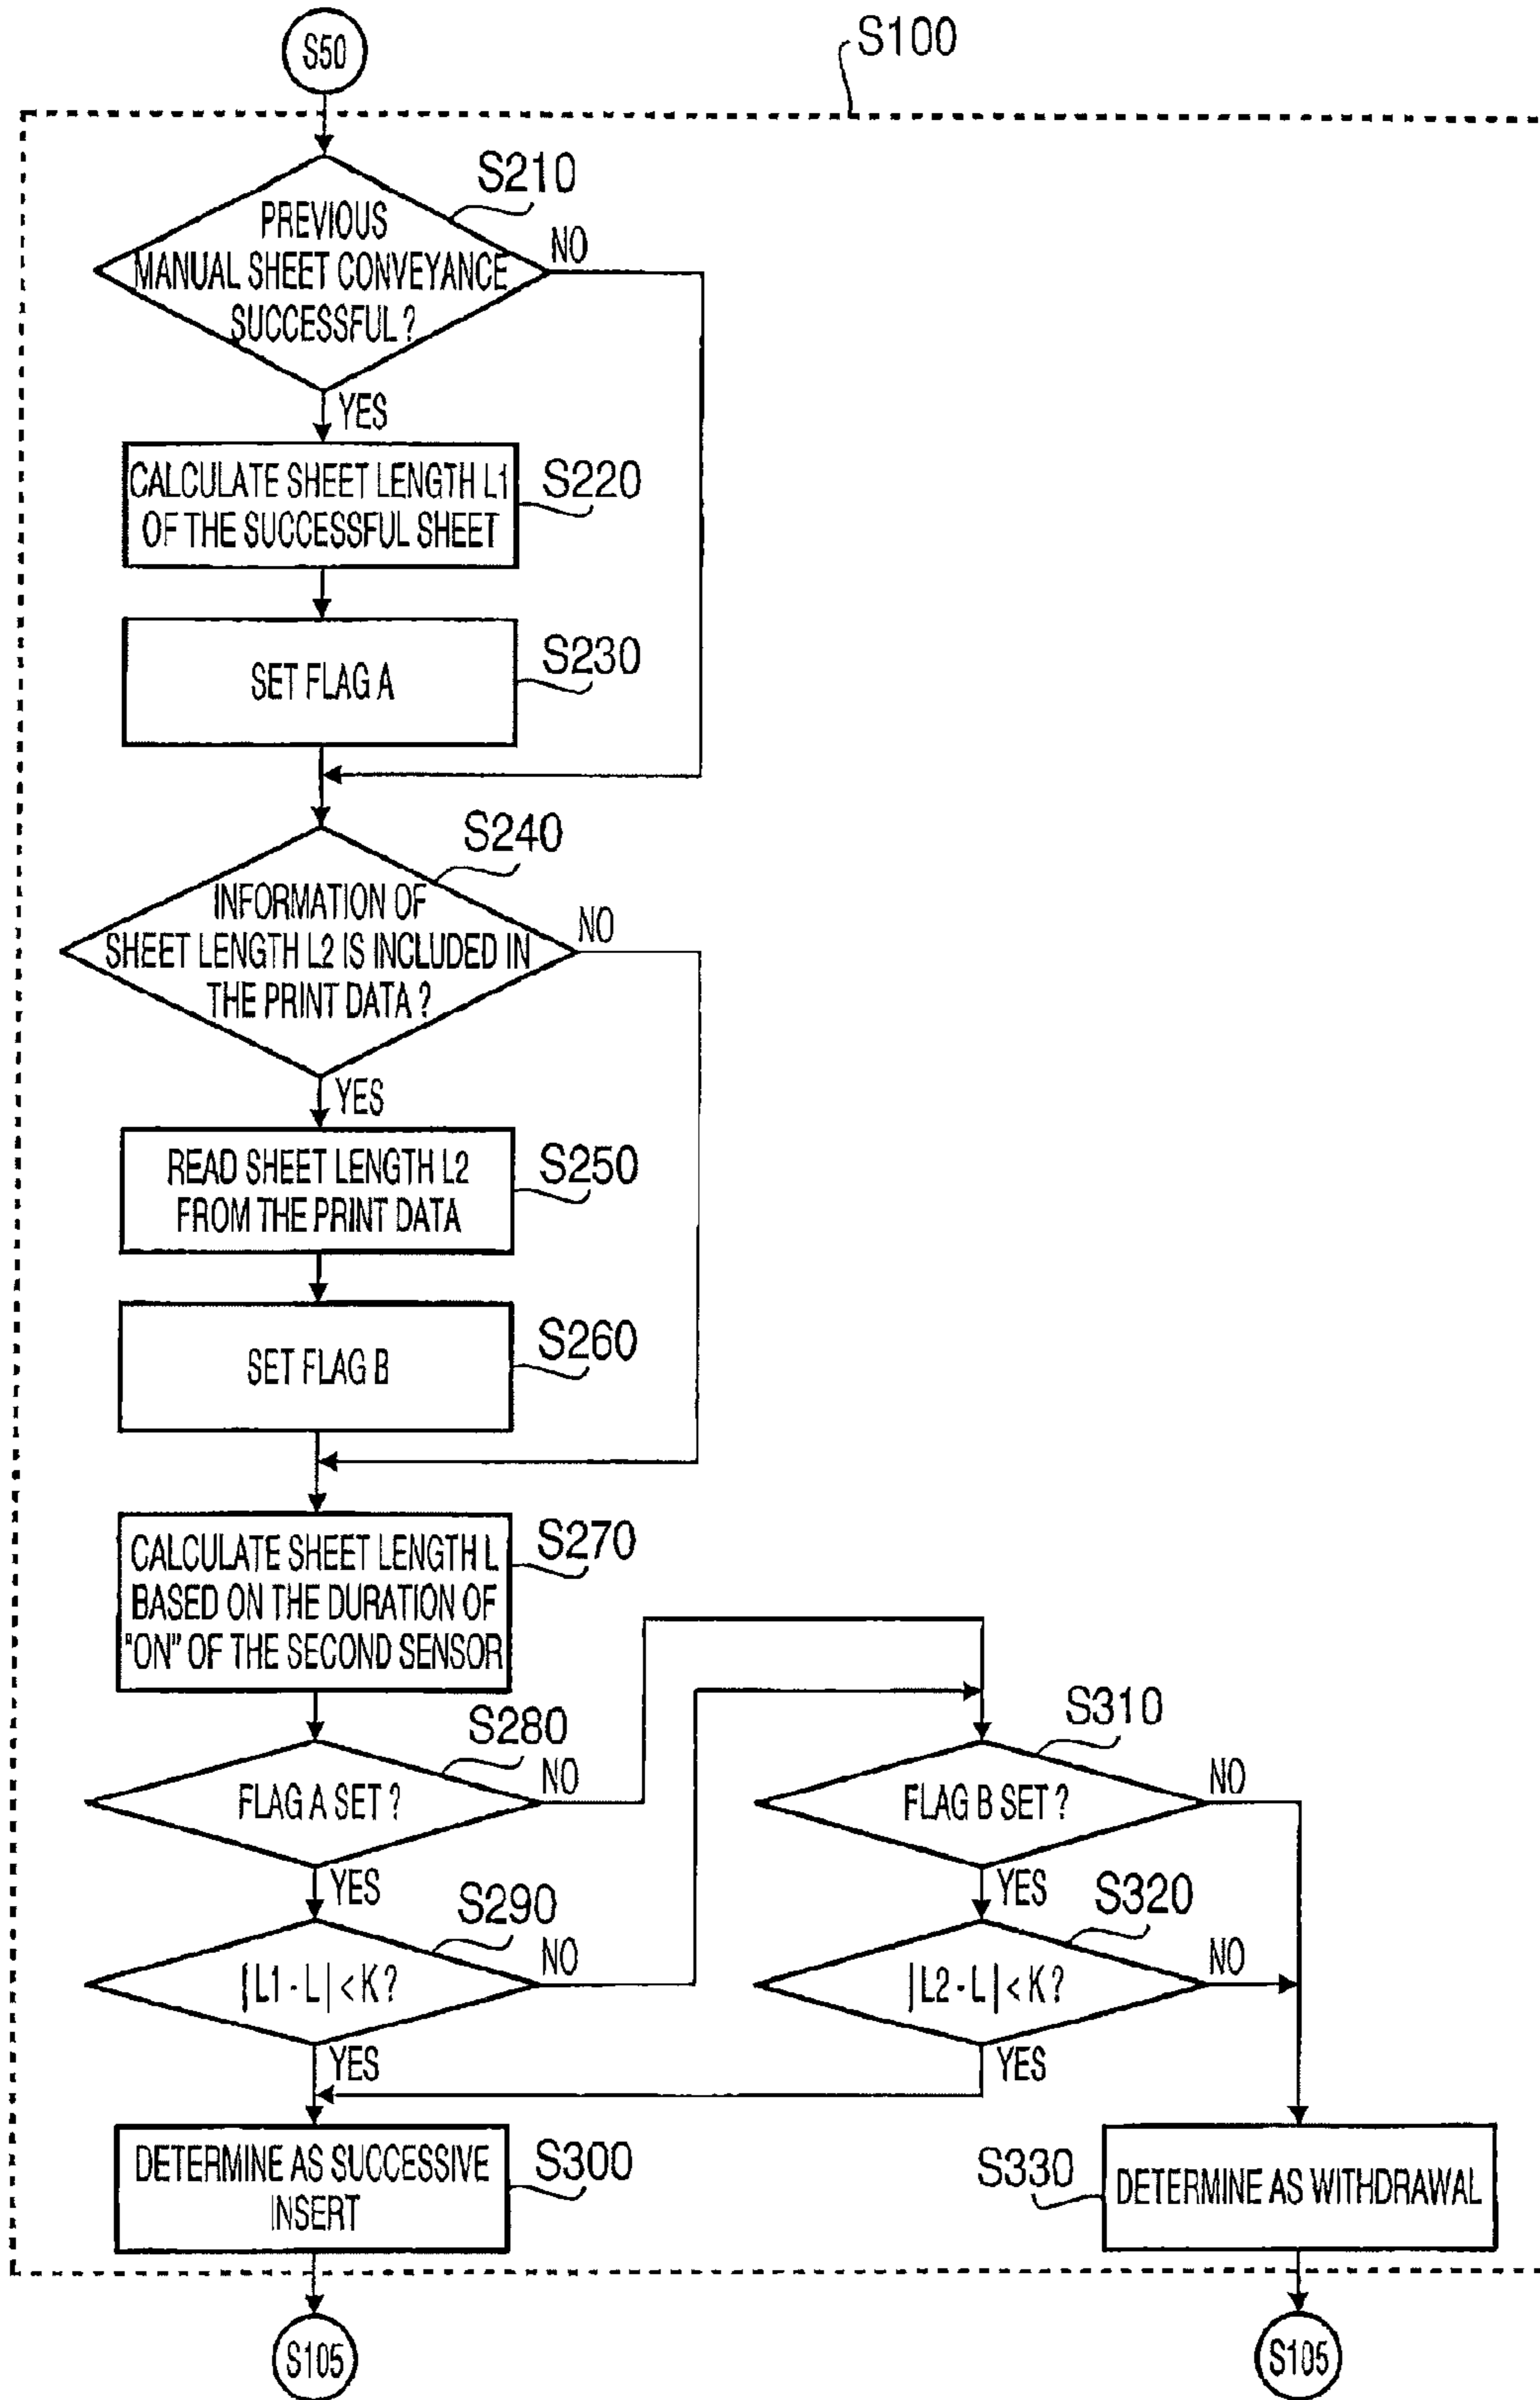 S50
S100
S210
PREVIOUS
MANUAL SHEET CONVEYANCE
SUCCESSFUL ?
NO
YES
CALCULATE SHEET LENGTH L1
OF THE SUCCESSFUL SHEET
S220
SET FLAG A
S230
S240
INFORMATION OF
SHEET LENGTH L2 IS INCLUDED IN
THE PRINT DATA ?
NO
YES
READ SHEET LENGTH L2
FROM THE PRINT DATA
S250
SET FLAG B
S260
CALCULATE SHEET LENGTH L
BASED ON THE DURATION OF
"ON" OF THE SECOND SENSOR
S270
S280
FLAG A SET ?
NO
YES
S290
|L1 - L| < K ?
NO
YES
S310
FLAG B SET ?
NO
YES
S320
|L2 - L| < K ?
NO
YES
DETERMINE AS SUCCESSIVE
INSERT
S300
S330
DETERMINE AS WITHDRAWAL
S105
S105